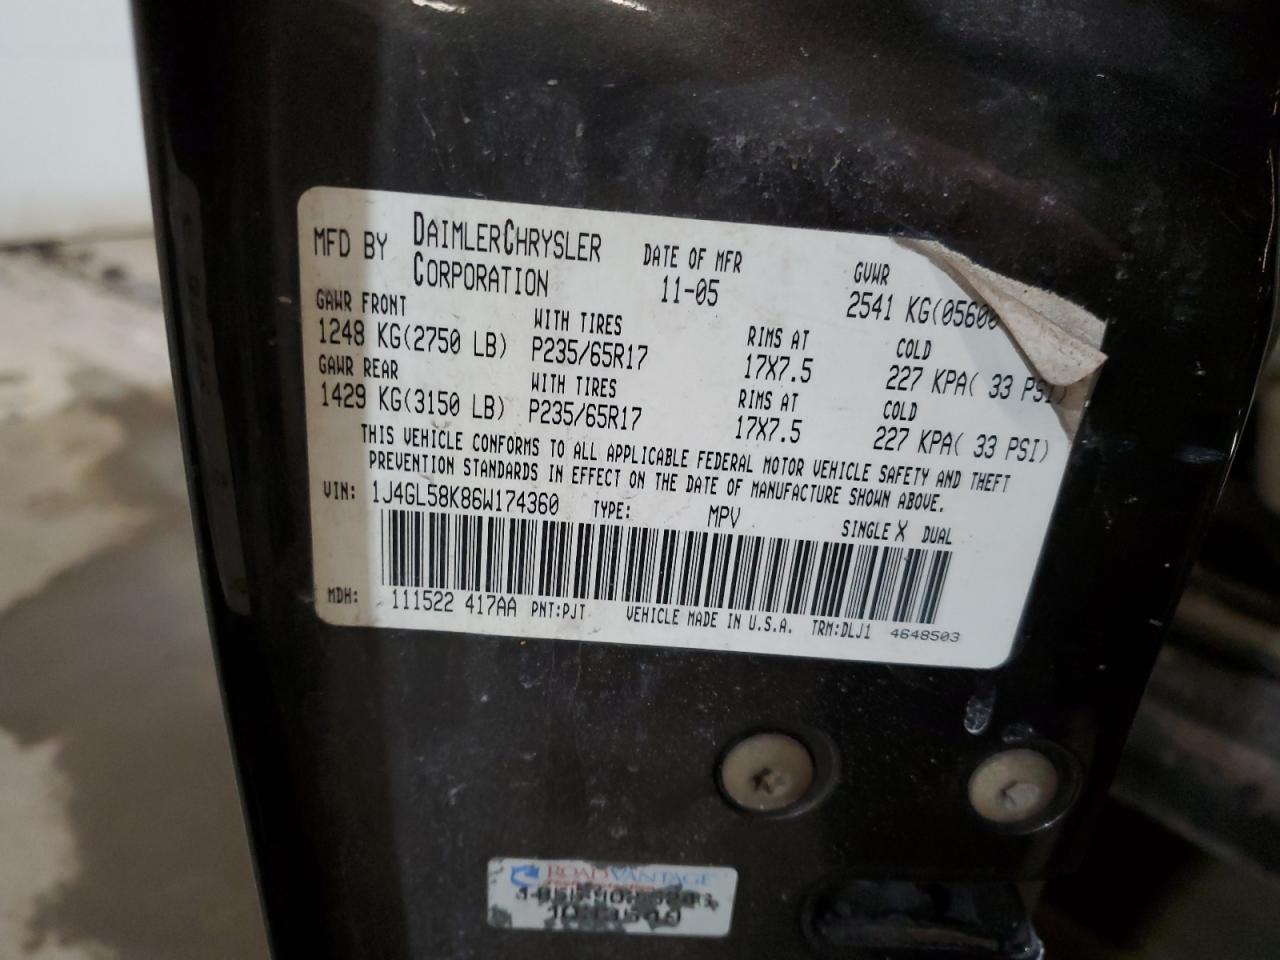 MFD BY DAIMLERCHRYSLER CORPORATION DATE OF MFR 11-05 GVWR 2541 KG(0560
GAWR FRONT WITH TIRES RIMS AT COLD
1248 KG(2750 LB) P235/65R17 17X7.5 227 KPA( 33 PSI)
GAWR REAR WITH TIRES RIMS AT COLD
1429 KG(3150 LB) P235/65R17 17X7.5 227 KPA( 33 PSI)
THIS VEHICLE CONFORMS TO ALL APPLICABLE FEDERAL MOTOR VEHICLE SAFETY AND THEFT
PREVENTION STANDARDS IN EFFECT ON THE DATE OF MANUFACTURE SHOWN ABOVE.
VIN: 1J4GL58K86W174360 TYPE: MPV SINGLE X DUAL
MDH: 111522 417AA PNT:PJT VEHICLE MADE IN U.S.A. TRM:DLJ1 4648503
ROADVANTAGE